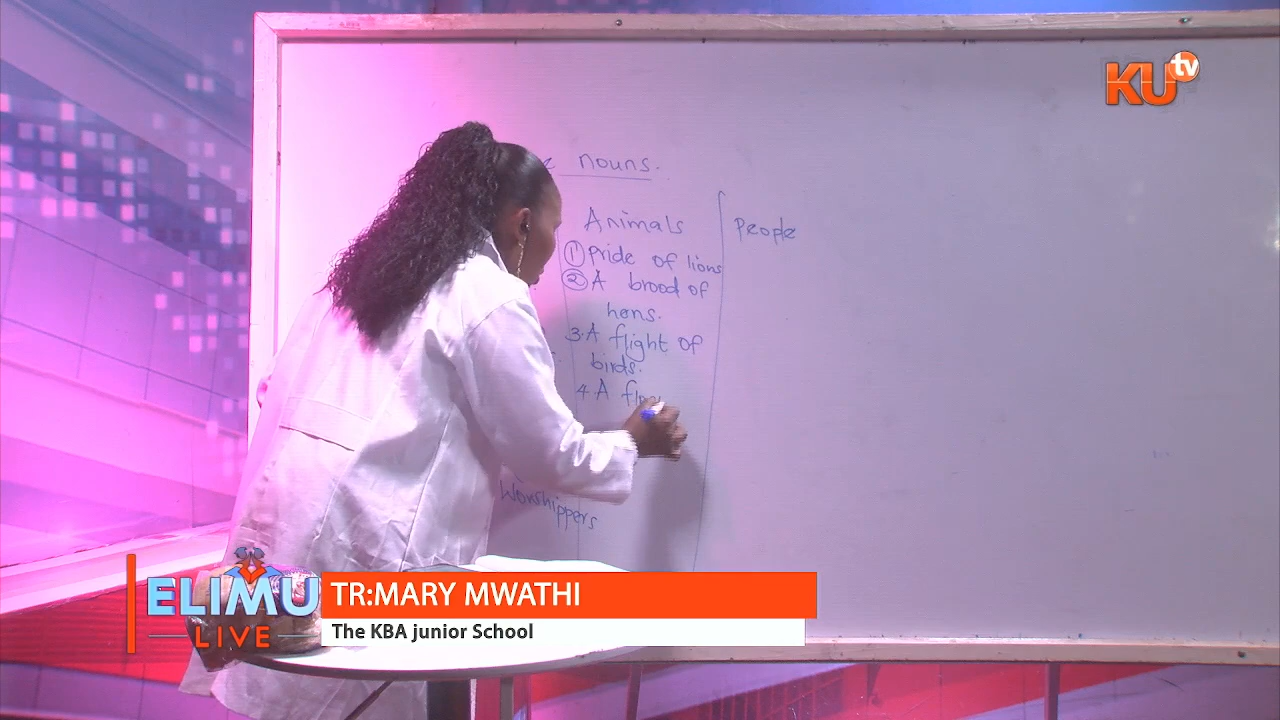 KU tv
nouns.
Animals
People
① Pride of lions
② A brood of
hens.
3. A flight of
birds.
4. A
Worshippers
ELIMU
LIVE
TR:MARY MWATHI
The KBA junior School